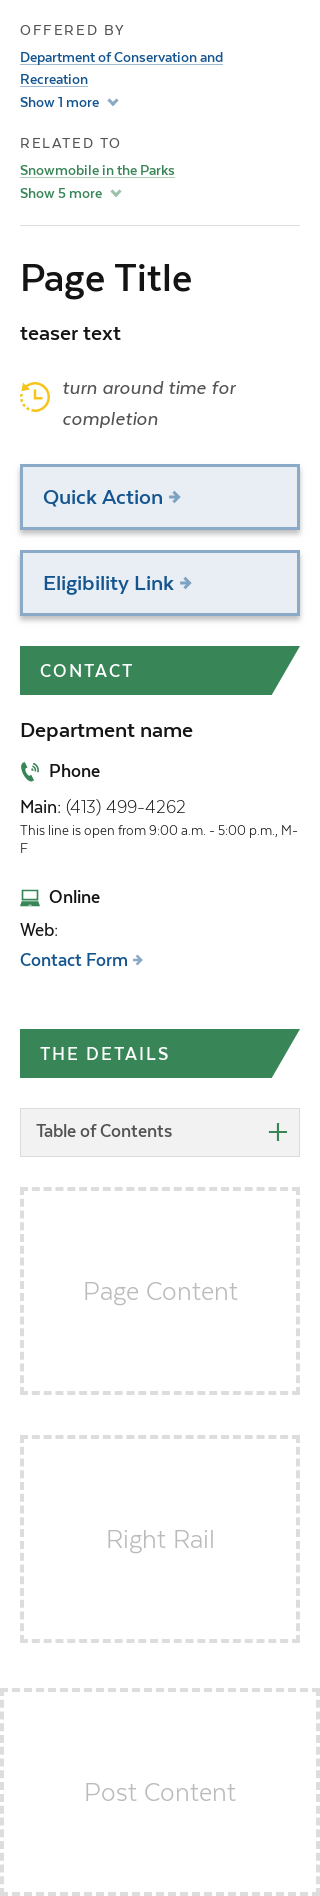 OFFERED BY
Department of Conservation and
Recreation
Show 1 more
RELATED TO
Snowmobile in the Parks
Show 5 more
Page Title
teaser text
turn around time for
completion
Quick Action
Eligibility Link
CONTACT
Department name
Phone
Main: (413) 499-4262
This line is open from 9:00 a.m. - 5:00 p.m., M-
F
Online
Web:
Contact Form
THE DETAILS
Table of Contents
Page Content
Right Rail
Post Content